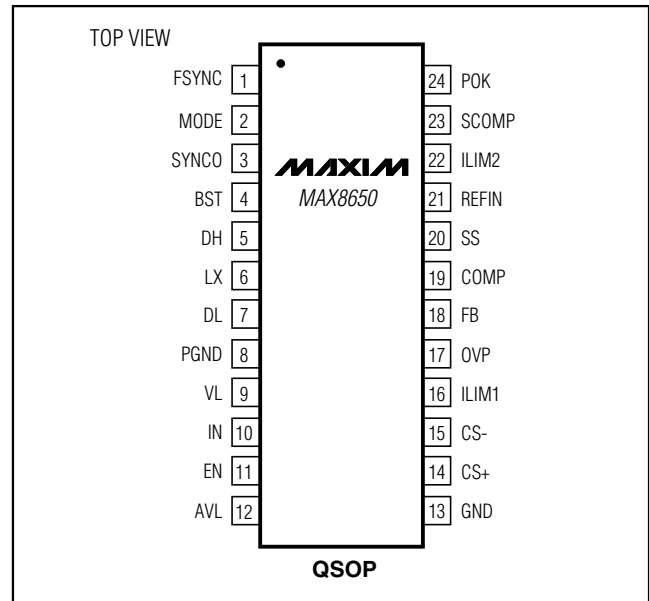 TOP VIEW
FSYNC 1
MODE 2
SYNCO 3
BST 4
DH 5
LX 6
DL 7
PGND 8
VL 9
IN 10
EN 11
AVL 12
MAXIM
MAX8650
24 POK
23 SCOMP
22 ILIM2
21 REFIN
20 SS
19 COMP
18 FB
17 OVP
16 ILIM1
15 CS-
14 CS+
13 GND
QSOP